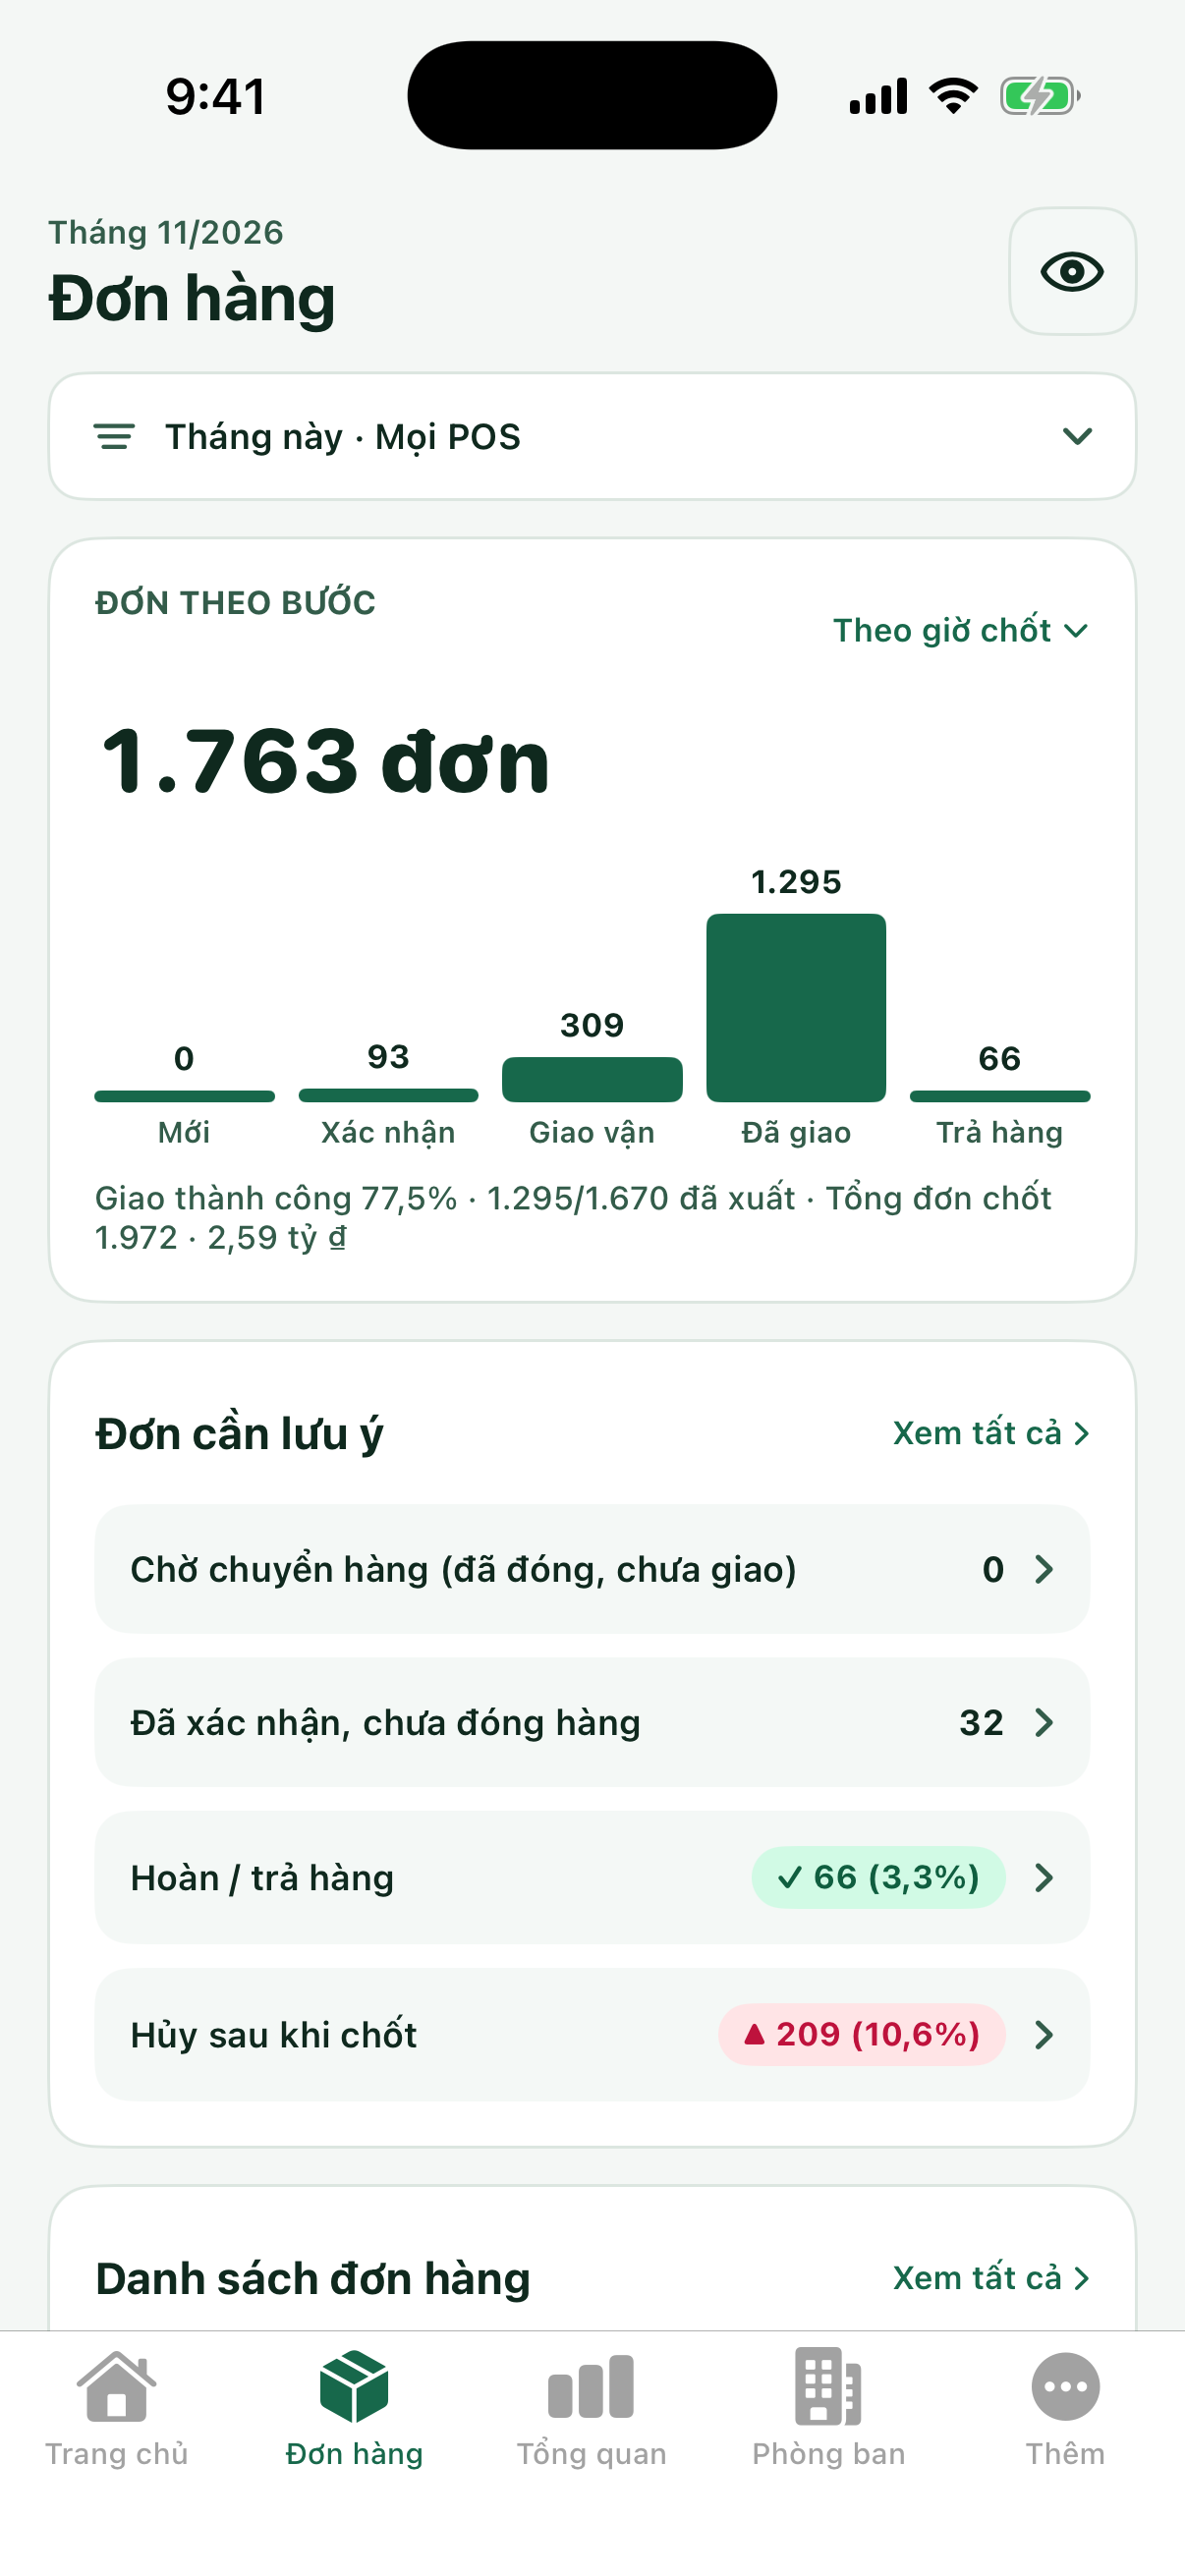 9:41
Tháng 11/2026
Đơn hàng
Tháng này · Mọi POS
ĐƠN THEO BƯỚC
Theo giờ chốt
1.763 đơn
0
93
309
1.295
66
Mới
Xác nhận
Giao vận
Đã giao
Trả hàng
Giao thành công 77,5% · 1.295/1.670 đã xuất · Tổng đơn chốt
1.972 · 2,59 tỷ ₫
Đơn cần lưu ý
Xem tất cả
Chờ chuyển hàng (đã đóng, chưa giao)
0
Đã xác nhận, chưa đóng hàng
32
Hoàn / trả hàng
66 (3,3%)
Hủy sau khi chốt
209 (10,6%)
Danh sách đơn hàng
Xem tất cả
Trang chủ
Đơn hàng
Tổng quan
Phòng ban
Thêm